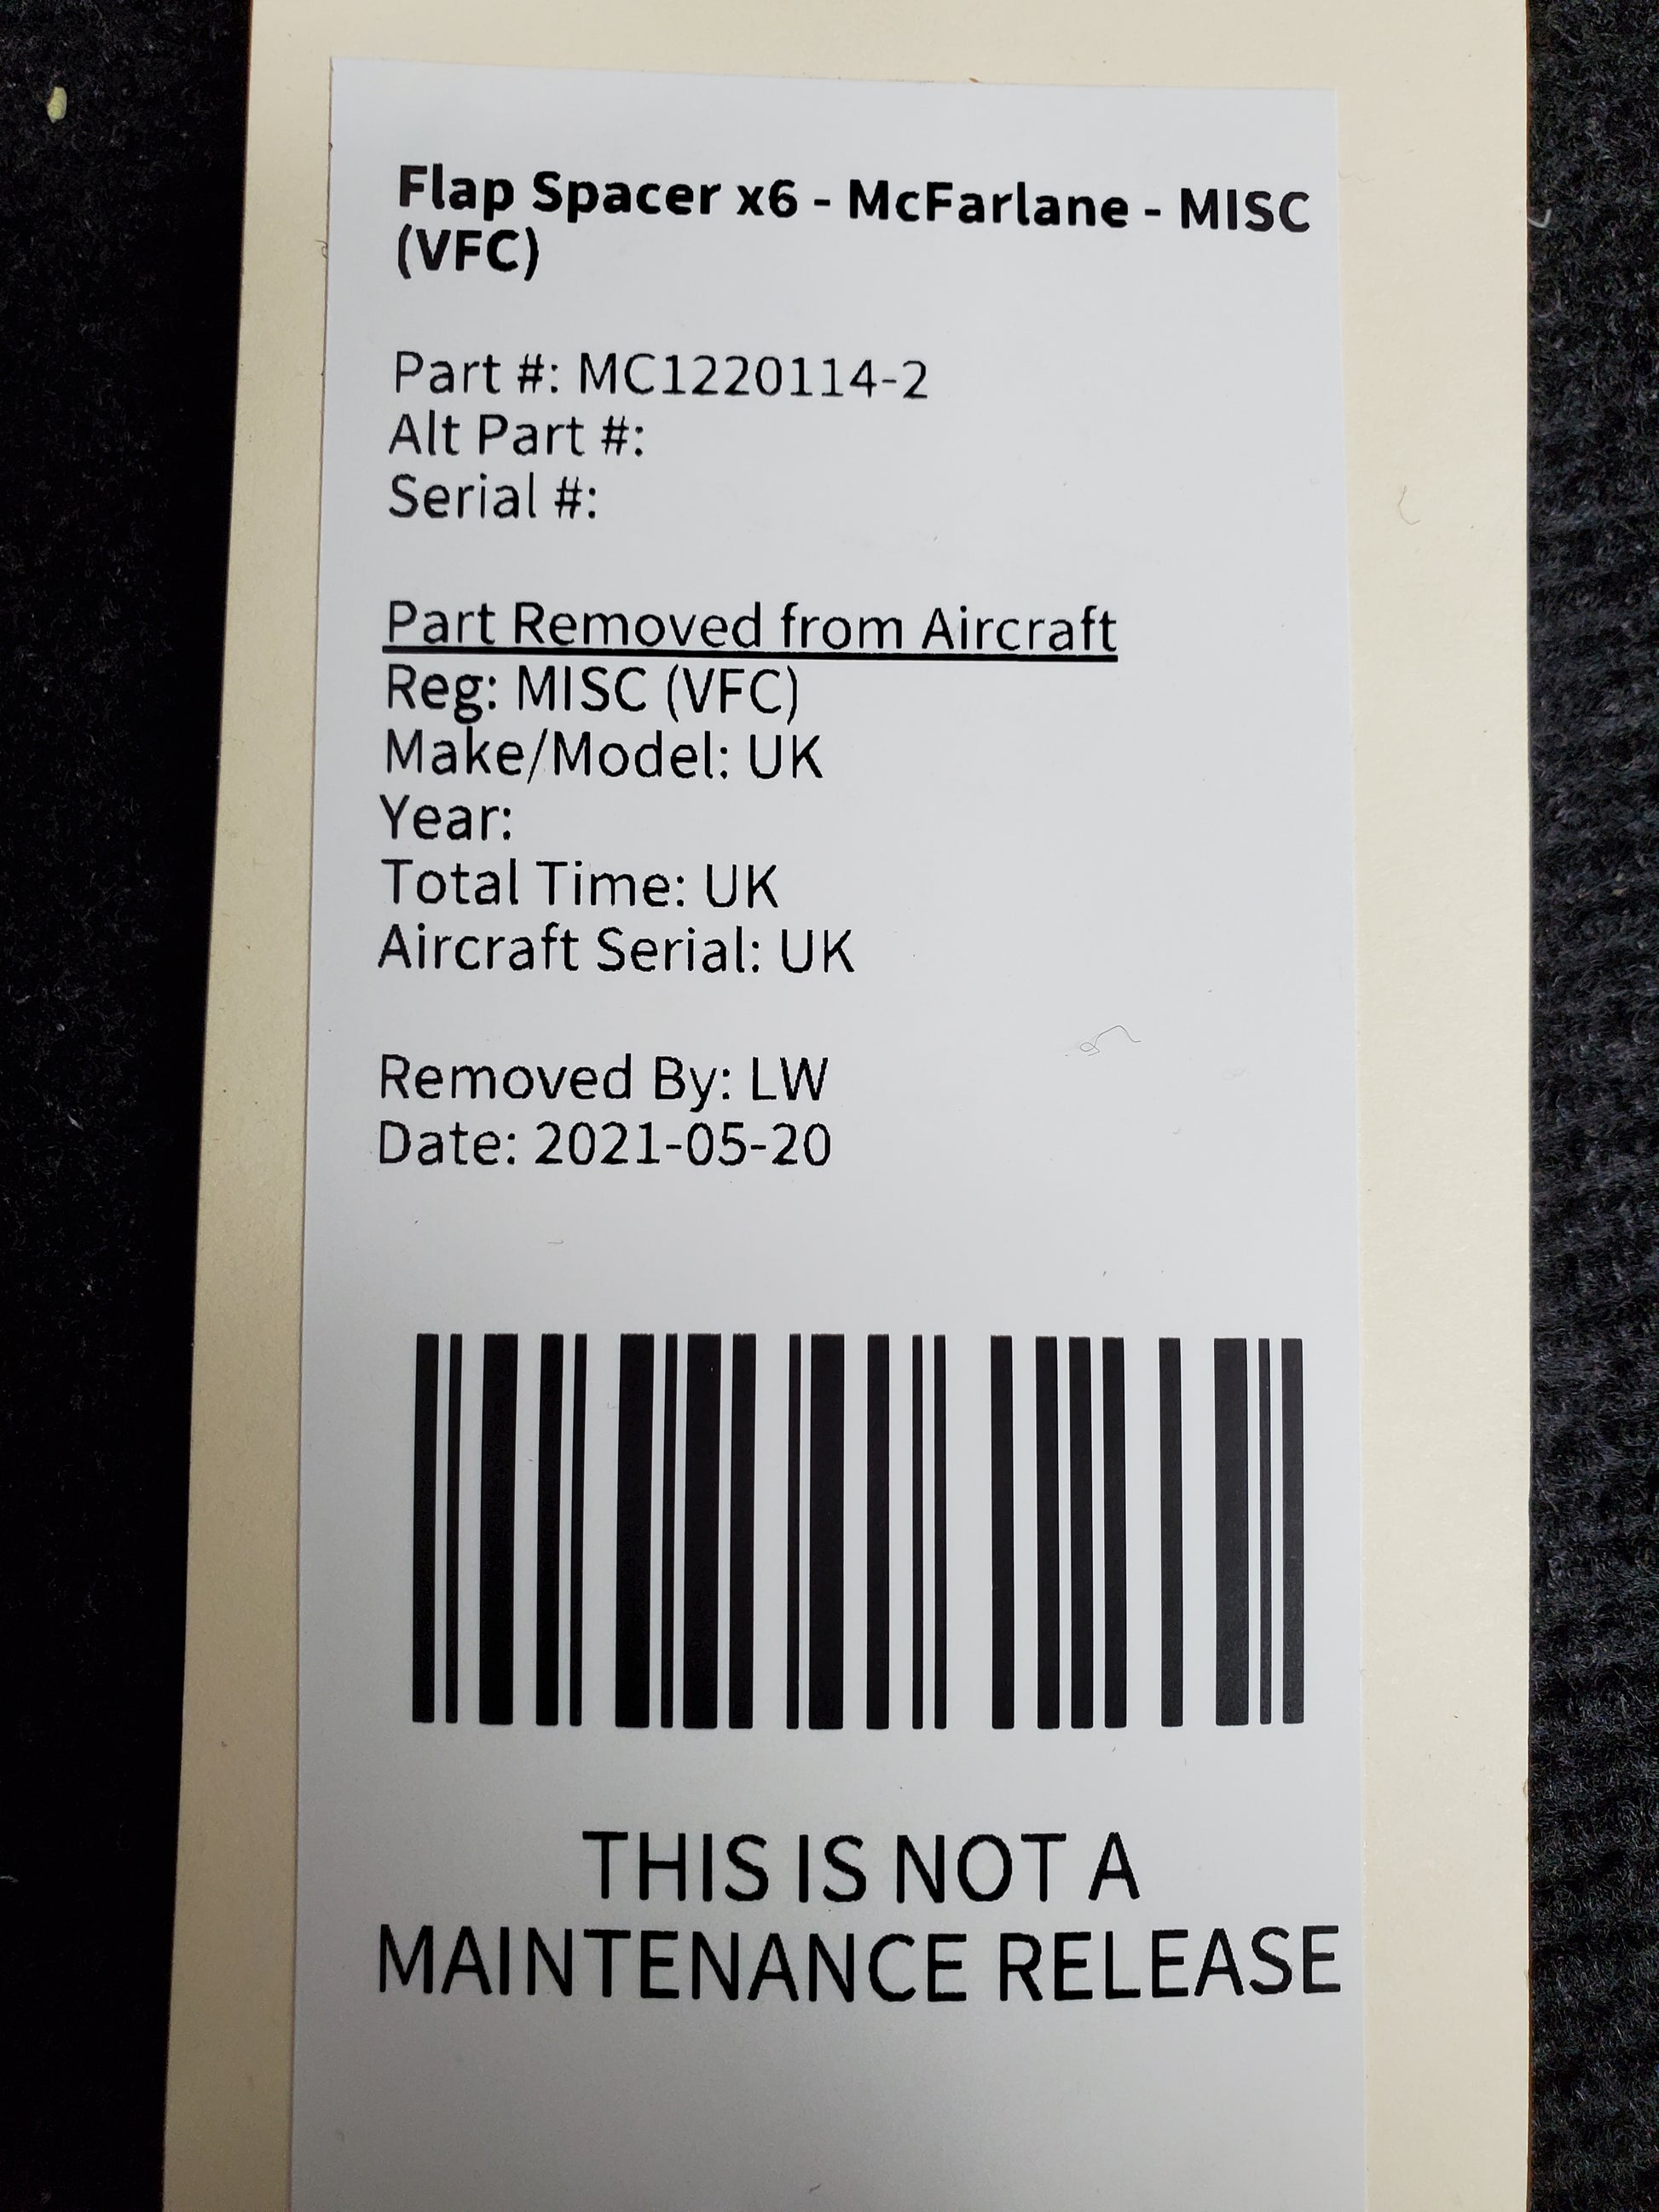 Flap Spacer x6 - McFarlane - MISC
(VFC)
Part #: MC1220114-2
Alt Part #:
Serial #:
Part Removed from Aircraft
Reg: MISC (VFC)
Make/Model: UK
Year:
Total Time: UK
Aircraft Serial: UK
Removed By: LW
Date: 2021-05-20
THIS IS NOT A
MAINTENANCE RELEASE